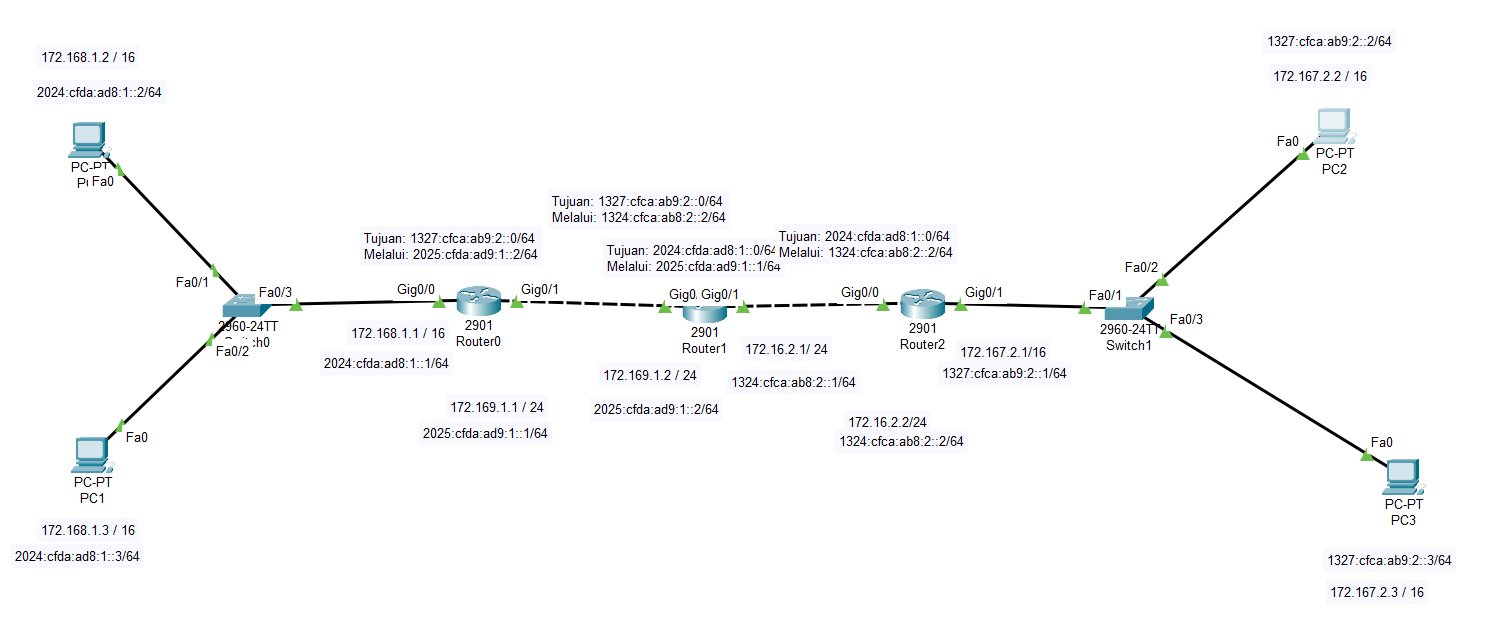 172.168.1.2 / 16
2024:cfda:ad8:1::2/64
PC-PT
Fa0
Fa0/1
Fa0/3
2960-24TT
Fa0/2
Fa0
PC-PT
PC1
172.168.1.3 / 16
2024:cfda:ad8:1::3/64
Tujuan: 1327:cfca:ab9:2::0/64
Melalui: 2025:cfda:ad9:1::2/64
Gig0/0
Gig0/1
2901
Router0
172.168.1.1 / 16
2024:cfda:ad8:1::1/64
172.169.1.1 / 24
2025:cfda:ad9:1::1/64
Tujuan: 1327:cfca:ab9:2::0/64
Melalui: 1324:cfca:ab8:2::2/64
Tujuan: 2024:cfda:ad8:1::0/64
Melalui: 2025:cfda:ad9:1::1/64
Gig0/1
2901
Router1
172.169.1.2 / 24
2025:cfda:ad9:1::2/64
172.16.2.1/ 24
1324:cfca:ab8:2::1/64
Tujuan: 2024:cfda:ad8:1::0/64
Melalui: 1324:cfca:ab8:2::2/64
Gig0/0
Gig0/1
2901
Router2
172.16.2.2/24
1324:cfca:ab8:2::2/64
172.167.2.1/16
1327:cfca:ab9:2::1/64
Fa0/1
Fa0/2
Fa0/3
2960-24TT
Switch1
1327:cfca:ab9:2::2/64
172.167.2.2 / 16
Fa0
PC-PT
PC2
Fa0
PC-PT
PC3
1327:cfca:ab9:2::3/64
172.167.2.3 / 16